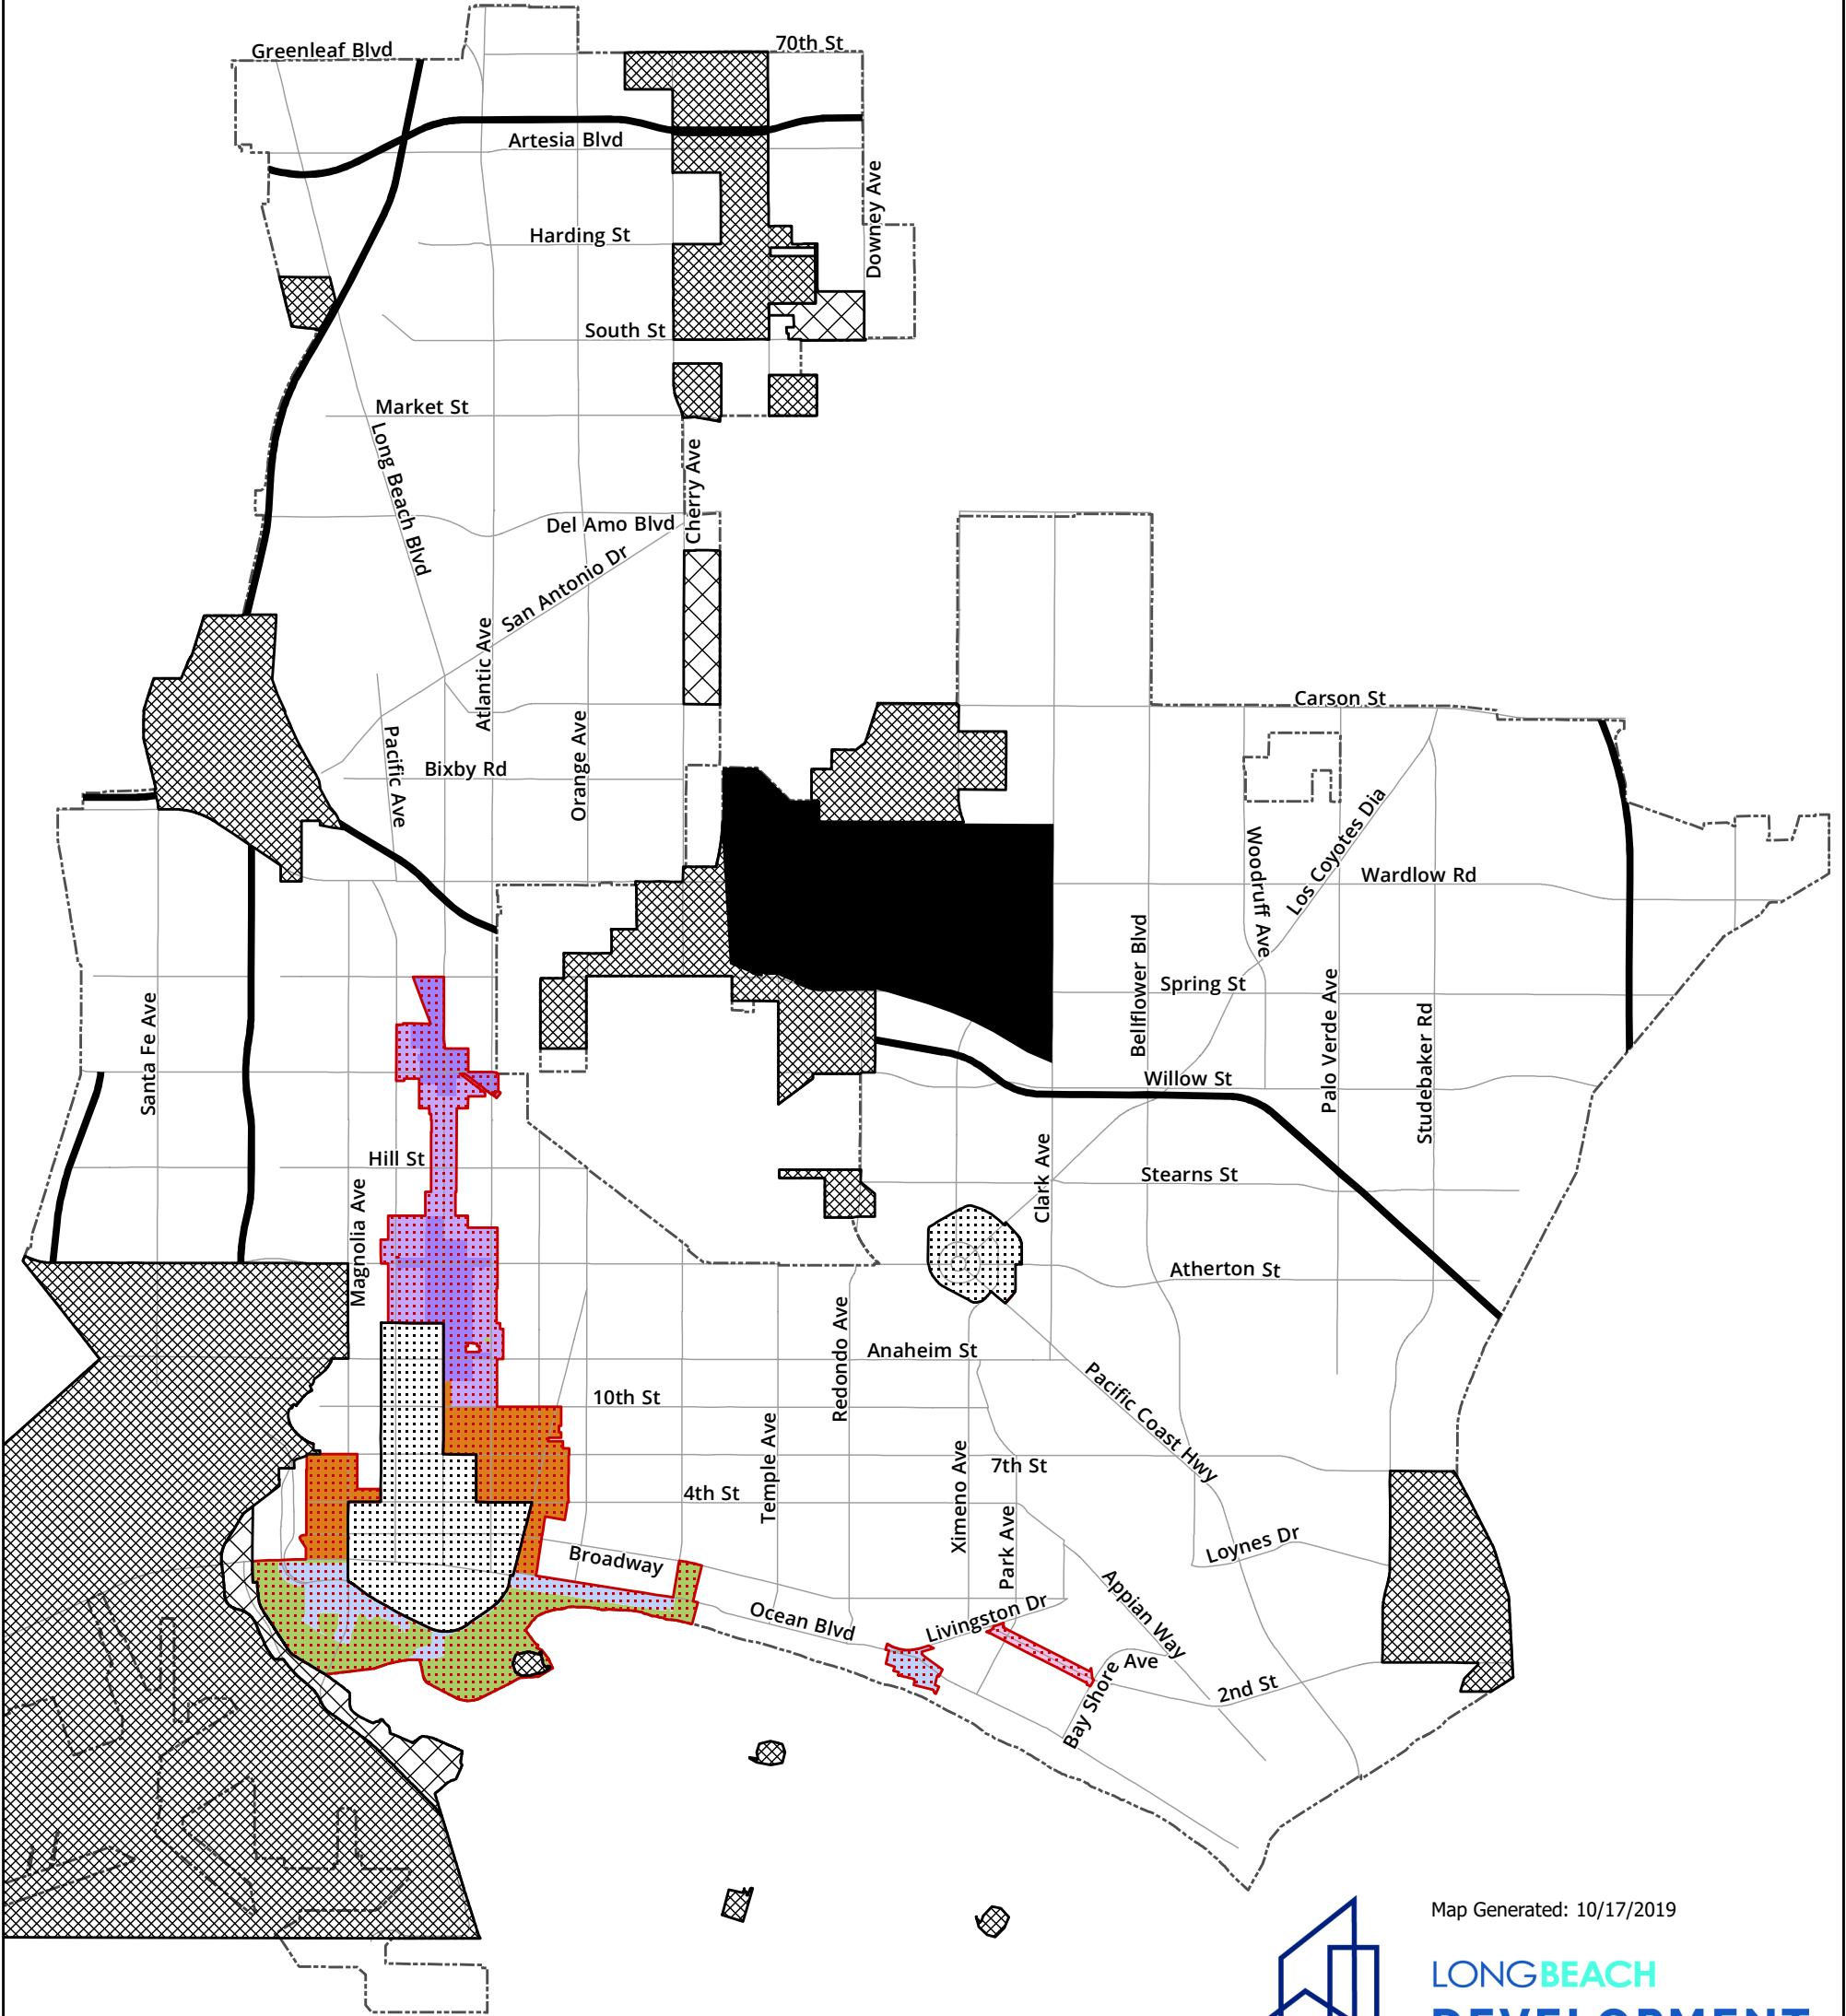 Greenleaf Blvd
70th St
Artesia Blvd
Downey Ave
Harding St
South St
Market St
Long Beach Blvd
Cherry Ave
Del Amo Blvd
San Antonio Dr
Atlantic Ave
Carson St
Pacific Ave
Orange Ave
Bixby Rd
Los Coyotes Dia
Woodruff Ave
Wardlow Rd
Bellflower Blvd
Spring St
Palo Verde Ave
Studebaker Rd
Santa Fe Ave
Willow St
Hill St
Clark Ave
Stearns St
Magnolia Ave
Atherton St
Redondo Ave
Anaheim St
Pacific Coast Hwy
10th St
Temple Ave
Ximeno Ave
7th St
4th St
Park Ave
Broadway
Loynes Dr
Appian Way
Ocean Blvd
Livingston Dr
Bay Shore Ave
2nd St
Map Generated: 10/17/2019
LONGBEACH
DEVELOPMENT